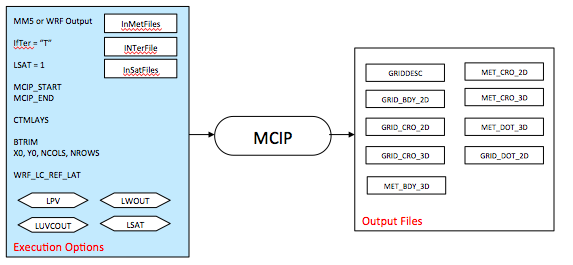 MM5 or WRF Output
InMetFiles
IfTer = "T"
INTerFile
LSAT = 1
InSatFiles
MCIP_START
MCIP_END
CTMLAYS
BTRIM
X0, Y0, NCOLS, NROWS
WRF_LC_REF_LAT
LPV
LWOUT
LUVCOUT
LSAT
Execution Options
MCIP
GRIDDESC
MET_CRO_2D
GRID_BDY_2D
MET_CRO_3D
GRID_CRO_2D
MET_DOT_3D
GRID_CRO_3D
GRID_DOT_2D
MET_BDY_3D
Output Files